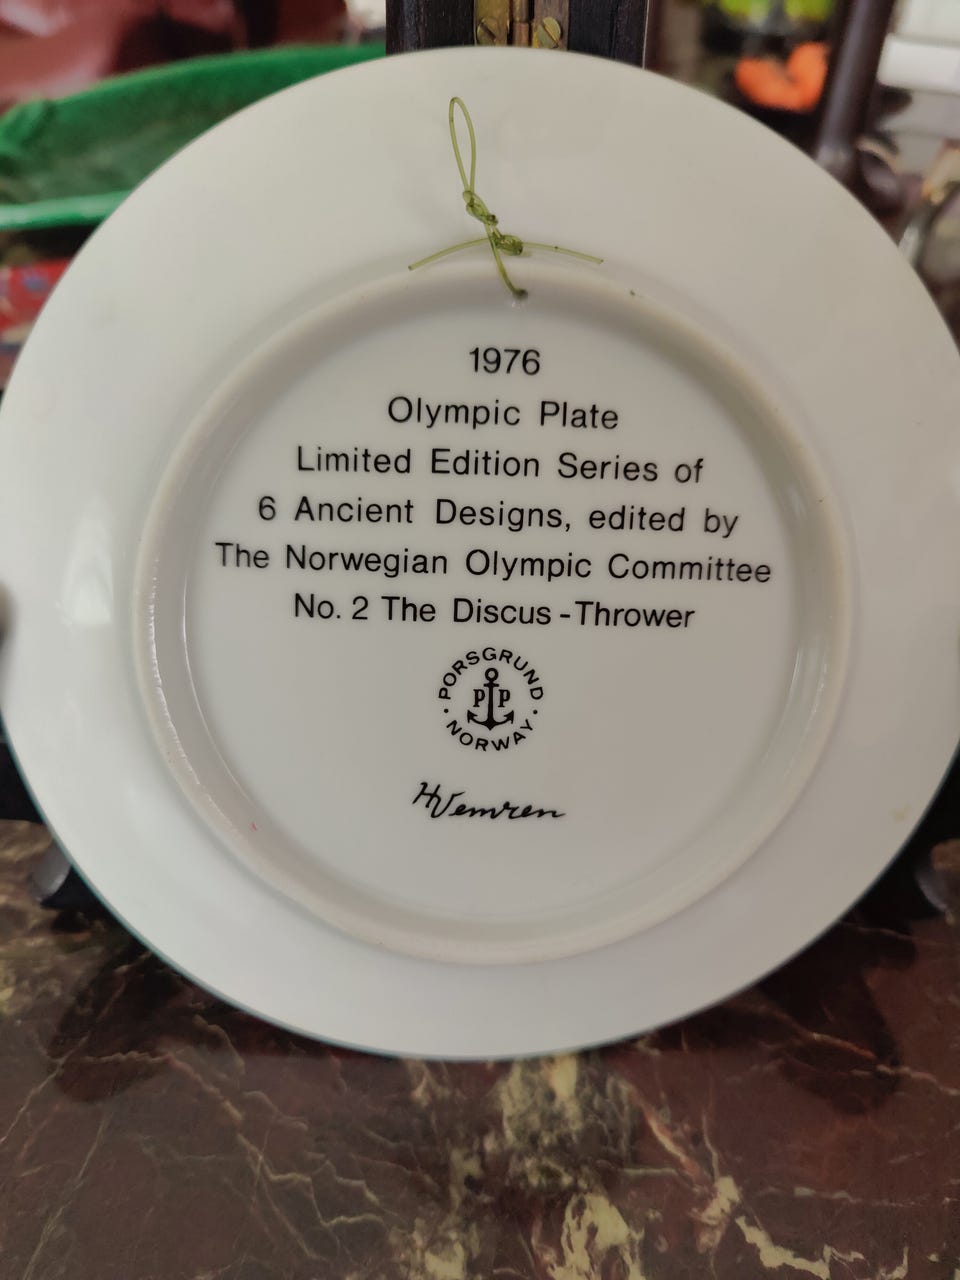 1976
Olympic Plate
Limited Edition Series of
6 Ancient Designs, edited by
The Norwegian Olympic Committee
No. 2 The Discus-Thrower
PORSGRUND
PP
NORWAY
HVemren